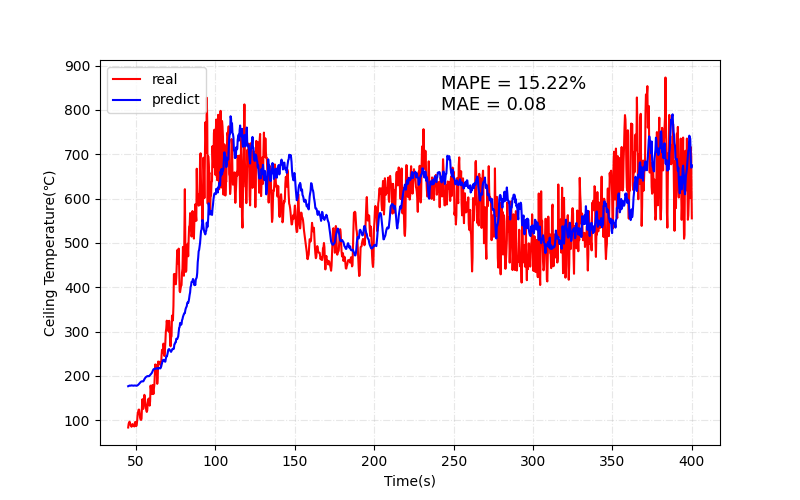 real
predict
MAPE = 15.22%
MAE = 0.08
900
800
700
600
500
400
300
200
100
Ceiling Temperature(℃)
50 100 150 200 250 300 350 400
Time(s)